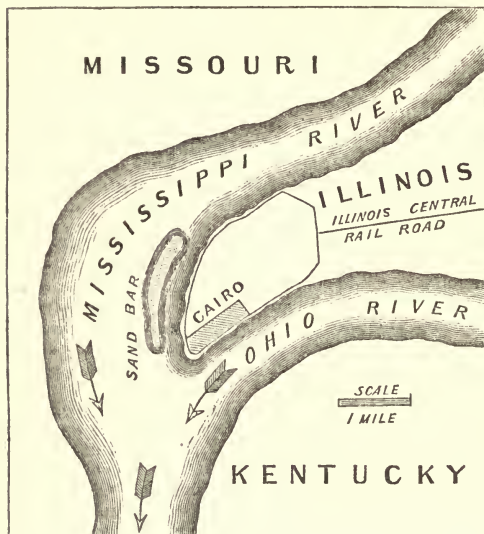 MISSOURI
MISSISSIPPI RIVER
ILLINOIS
ILLINOIS CENTRAL
RAIL ROAD
SAND BAR
CAIRO
OHIO RIVER
SCALE
1 MILE
KENTUCKY